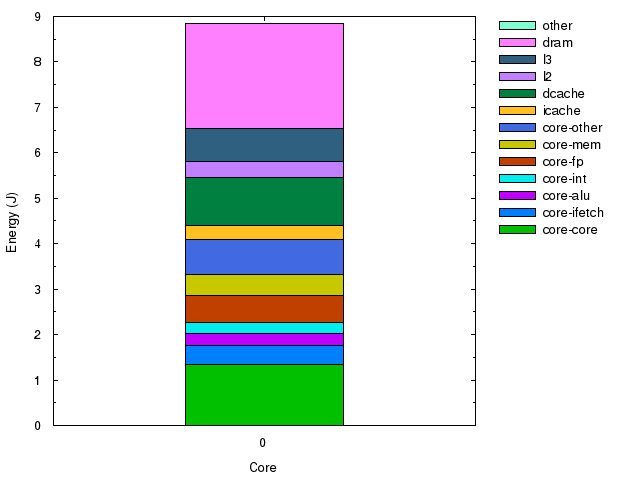 9
8
7
6
5
4
3
2
1
0
Energy (J)
0
Core
other
dram
l3
l2
dcache
icache
core-other
core-mem
core-fp
core-int
core-alu
core-ifetch
core-core